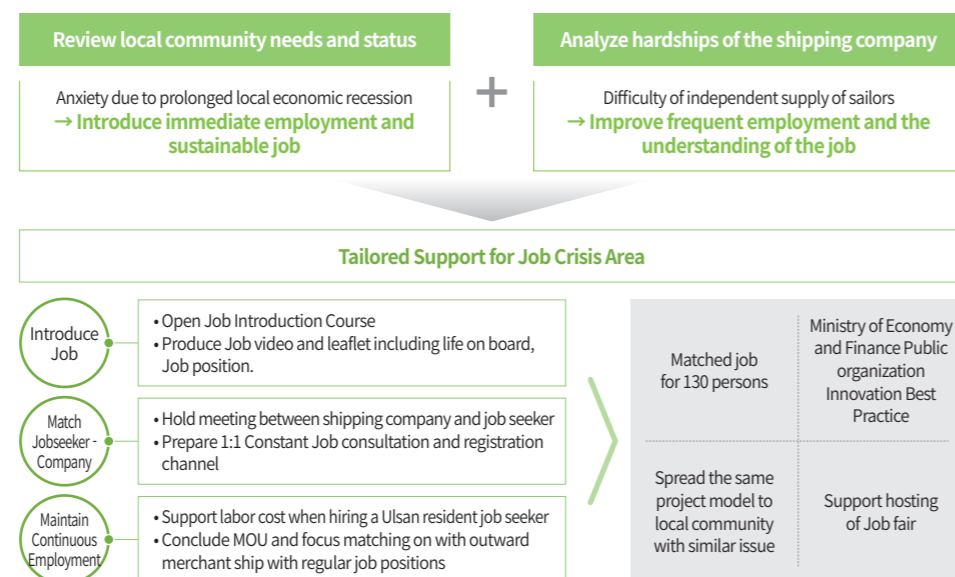 Review local community needs and status
Anxiety due to prolonged local economic recession
→ Introduce immediate employment and
sustainable job
+
Analyze hardships of the shipping company
Difficulty of independent supply of sailors
→ Improve frequent employment and the
understanding of the job
Tailored Support for Job Crisis Area
Introduce
Job
• Open Job Introduction Course
• Produce Job video and leaflet including life on board,
Job position.
Match
Jobseeker -
Company
• Hold meeting between shipping company and job seeker
• Prepare 1:1 Constant Job consultation and registration
channel
Maintain
Continuous
Employment
• Support labor cost when hiring a Ulsan resident job seeker
• Conclude MOU and focus matching on with outward
merchant ship with regular job positions
Matched job
for 130 persons
Ministry of Economy
and Finance Public
organization
Innovation Best
Practice
Spread the same
project model to
local community
with similar issue
Support hosting
of Job fair